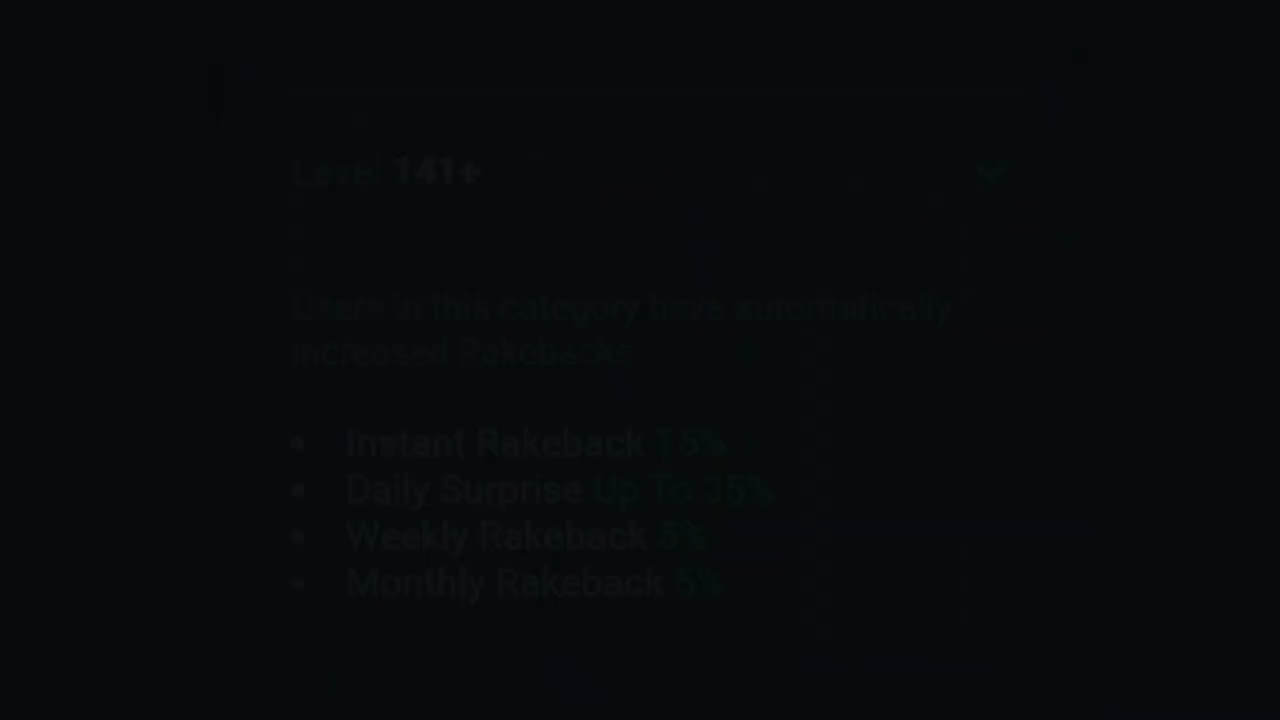 Level 141+
Users in this category have automatically
increased Rakebacks
• Instant Rakeback 15%
• Daily Surprise Up To 35%
• Weekly Rakeback 5%
• Monthly Rakeback 5%